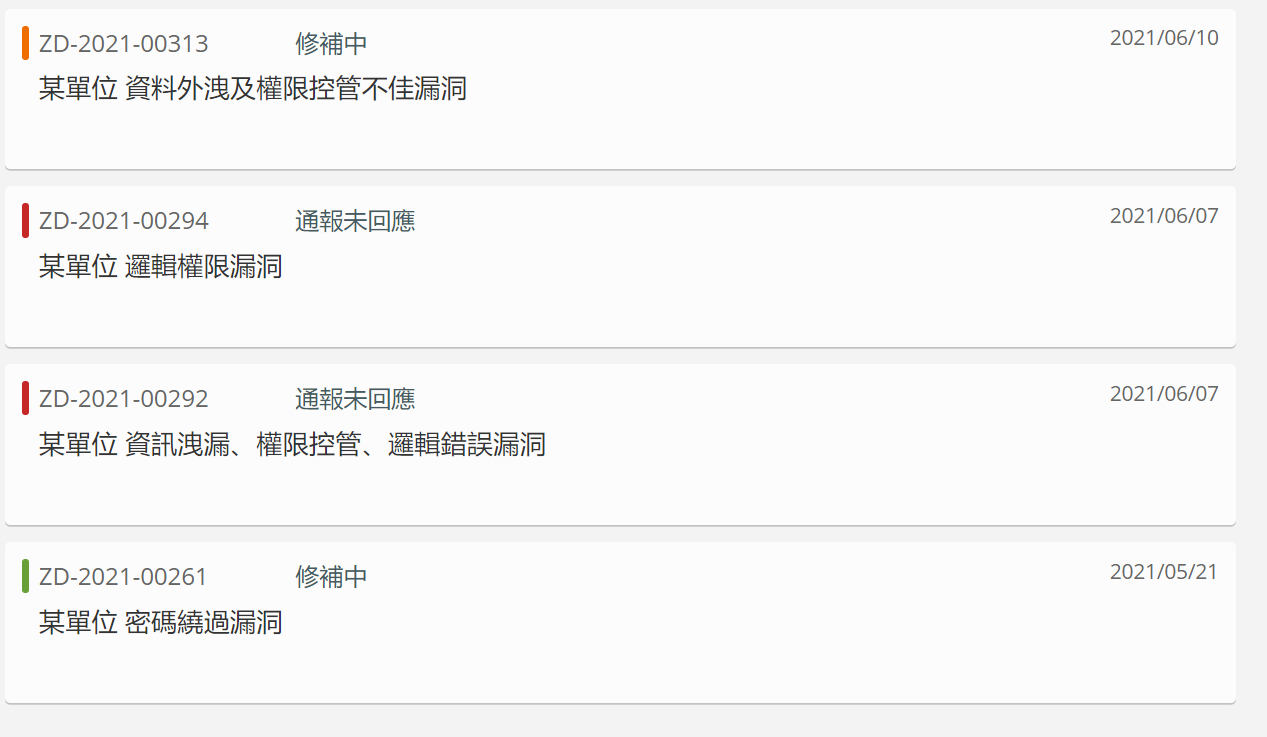 ZD-2021-00313 修補中 2021/06/10
某單位 資料外洩及權限控管不佳漏洞
ZD-2021-00294 通報未回應 2021/06/07
某單位 邏輯權限漏洞
ZD-2021-00292 通報未回應 2021/06/07
某單位 資訊洩漏、權限控管、邏輯錯誤漏洞
ZD-2021-00261 修補中 2021/05/21
某單位 密碼繞過漏洞